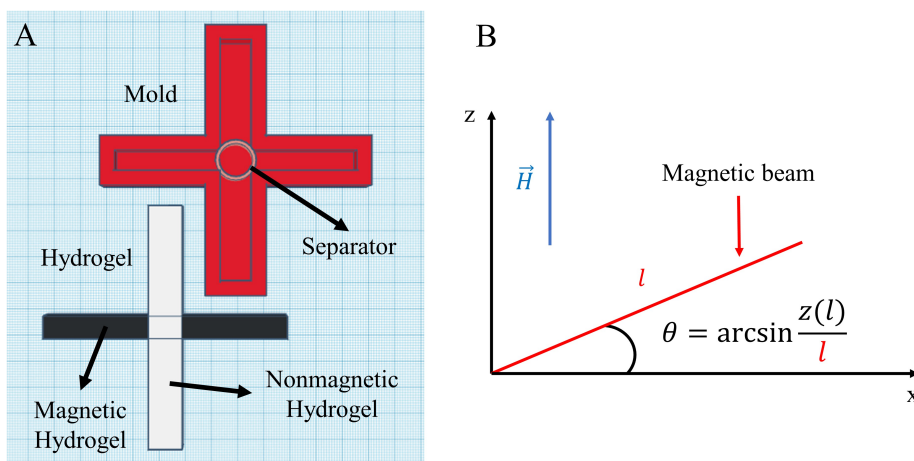 A
Mold
Separator
Hydrogel
Magnetic
Hydrogel
Nonmagnetic
Hydrogel
B
z
H⃗
Magnetic beam
l
θ = arcsin z(l)/l
x